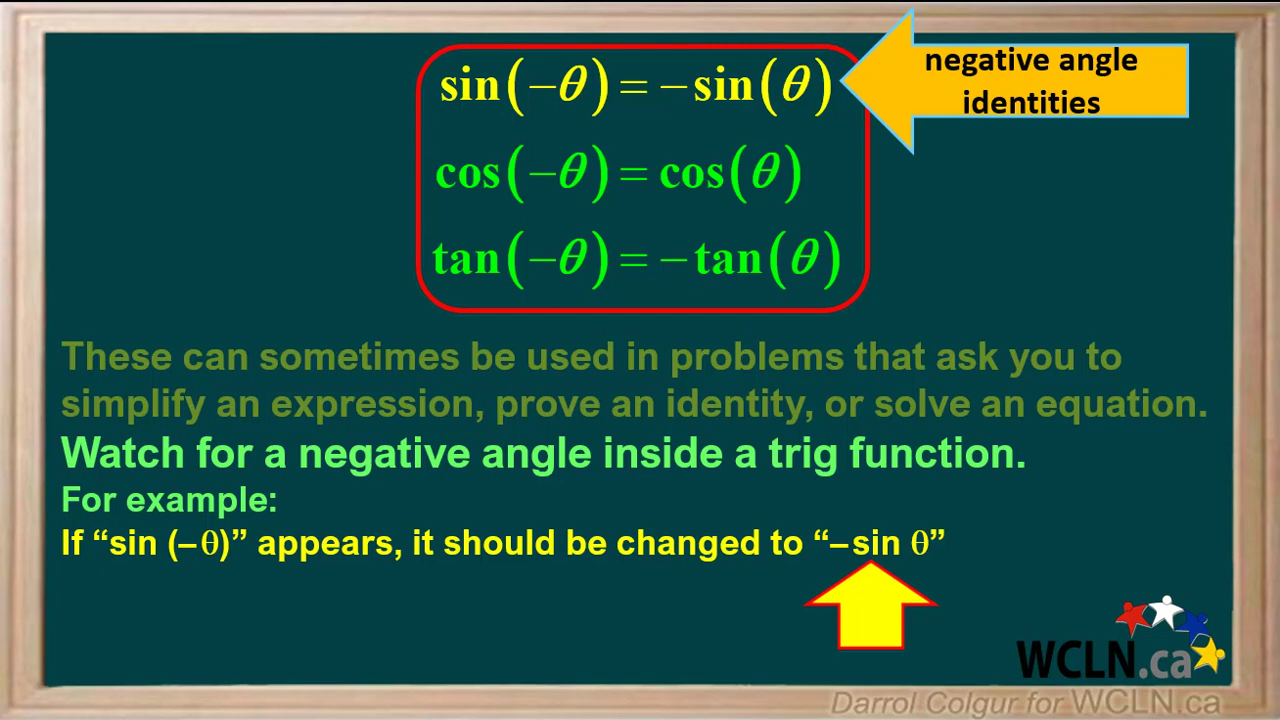 sin(−θ) = −sin(θ)
negative angle
identities
cos(−θ) = cos(θ)
tan(−θ) = −tan(θ)
These can sometimes be used in problems that ask you to
simplify an expression, prove an identity, or solve an equation.
Watch for a negative angle inside a trig function.
For example:
If “sin (–θ)” appears, it should be changed to “–sin θ”
WCLN.ca
Darrol Colgur for WCLN.ca